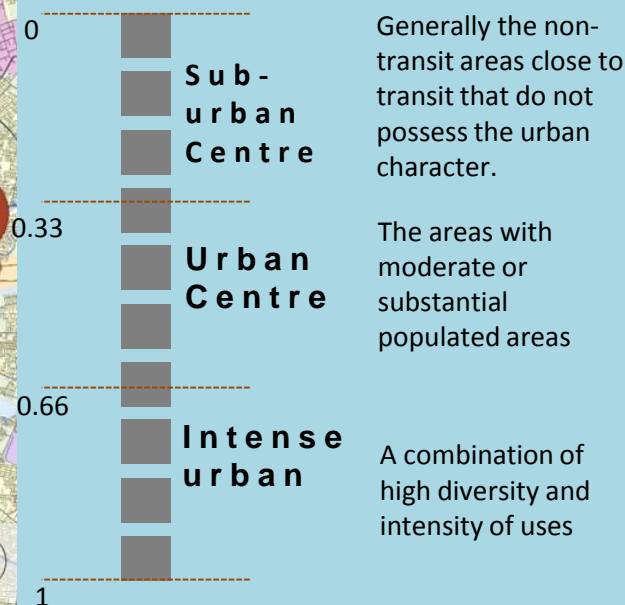 0
Sub-
urban
Centre
Generally the non-
transit areas close to
transit that do not
possess the urban
character.
0.33
Urban
Centre
The areas with
moderate or
substantial
populated areas
0.66
Intense
urban
A combination of
high diversity and
intensity of uses
1